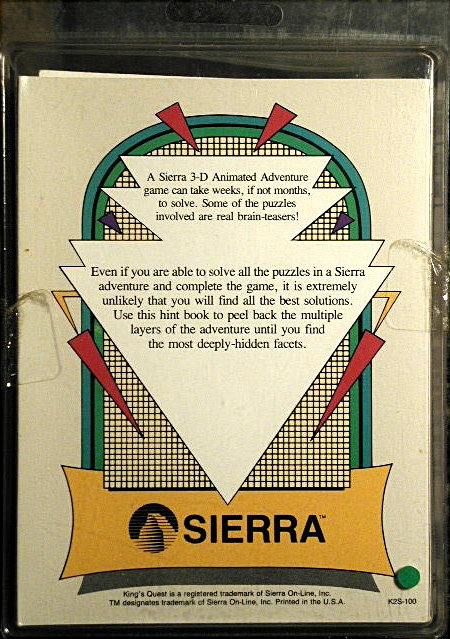 A Sierra 3-D Animated Adventure
game can take weeks, if not months,
to solve. Some of the puzzles
involved are real brain-teasers!
Even if you are able to solve all the puzzles in a Sierra
adventure and complete the game, it is extremely
unlikely that you will find all the best solutions.
Use this hint book to peel back the multiple
layers of the adventure until you find
the most deeply-hidden facets.
SIERRA™
King's Quest is a registered trademark of Sierra On-Line, Inc.
TM designates trademark of Sierra On-Line, Inc. Printed in the U.S.A.
K2S-100